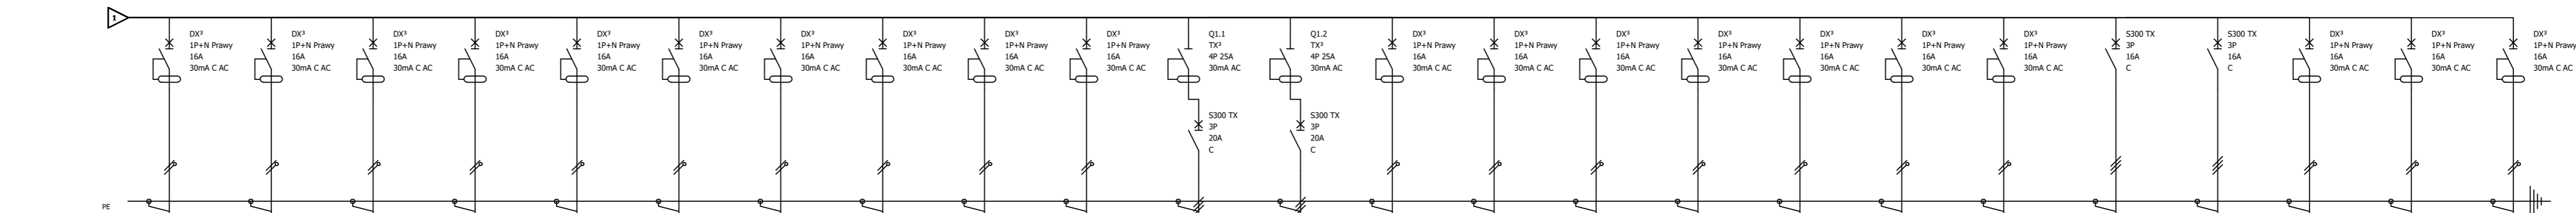 1
DX³
1P+N Prawy
16A
30mA C AC
DX³
1P+N Prawy
16A
30mA C AC
DX³
1P+N Prawy
16A
30mA C AC
DX³
1P+N Prawy
16A
30mA C AC
DX³
1P+N Prawy
16A
30mA C AC
DX³
1P+N Prawy
16A
30mA C AC
DX³
1P+N Prawy
16A
30mA C AC
DX³
1P+N Prawy
16A
30mA C AC
DX³
1P+N Prawy
16A
30mA C AC
DX³
1P+N Prawy
16A
30mA C AC
Q1.1
TX³
4P 25A
30mA AC
S300 TX
3P
20A
C
Q1.2
TX³
4P 25A
30mA AC
S300 TX
3P
20A
C
DX³
1P+N Prawy
16A
30mA C AC
DX³
1P+N Prawy
16A
30mA C AC
DX³
1P+N Prawy
16A
30mA C AC
DX³
1P+N Prawy
16A
30mA C AC
DX³
1P+N Prawy
16A
30mA C AC
DX³
1P+N Prawy
16A
30mA C AC
DX³
1P+N Prawy
16A
30mA C AC
S300 TX
3P
16A
C
S300 TX
3P
16A
C
DX³
1P+N Prawy
16A
30mA C AC
DX³
1P+N Prawy
16A
30mA C AC
DX³
1P+N Prawy
16A
30mA C AC
PE